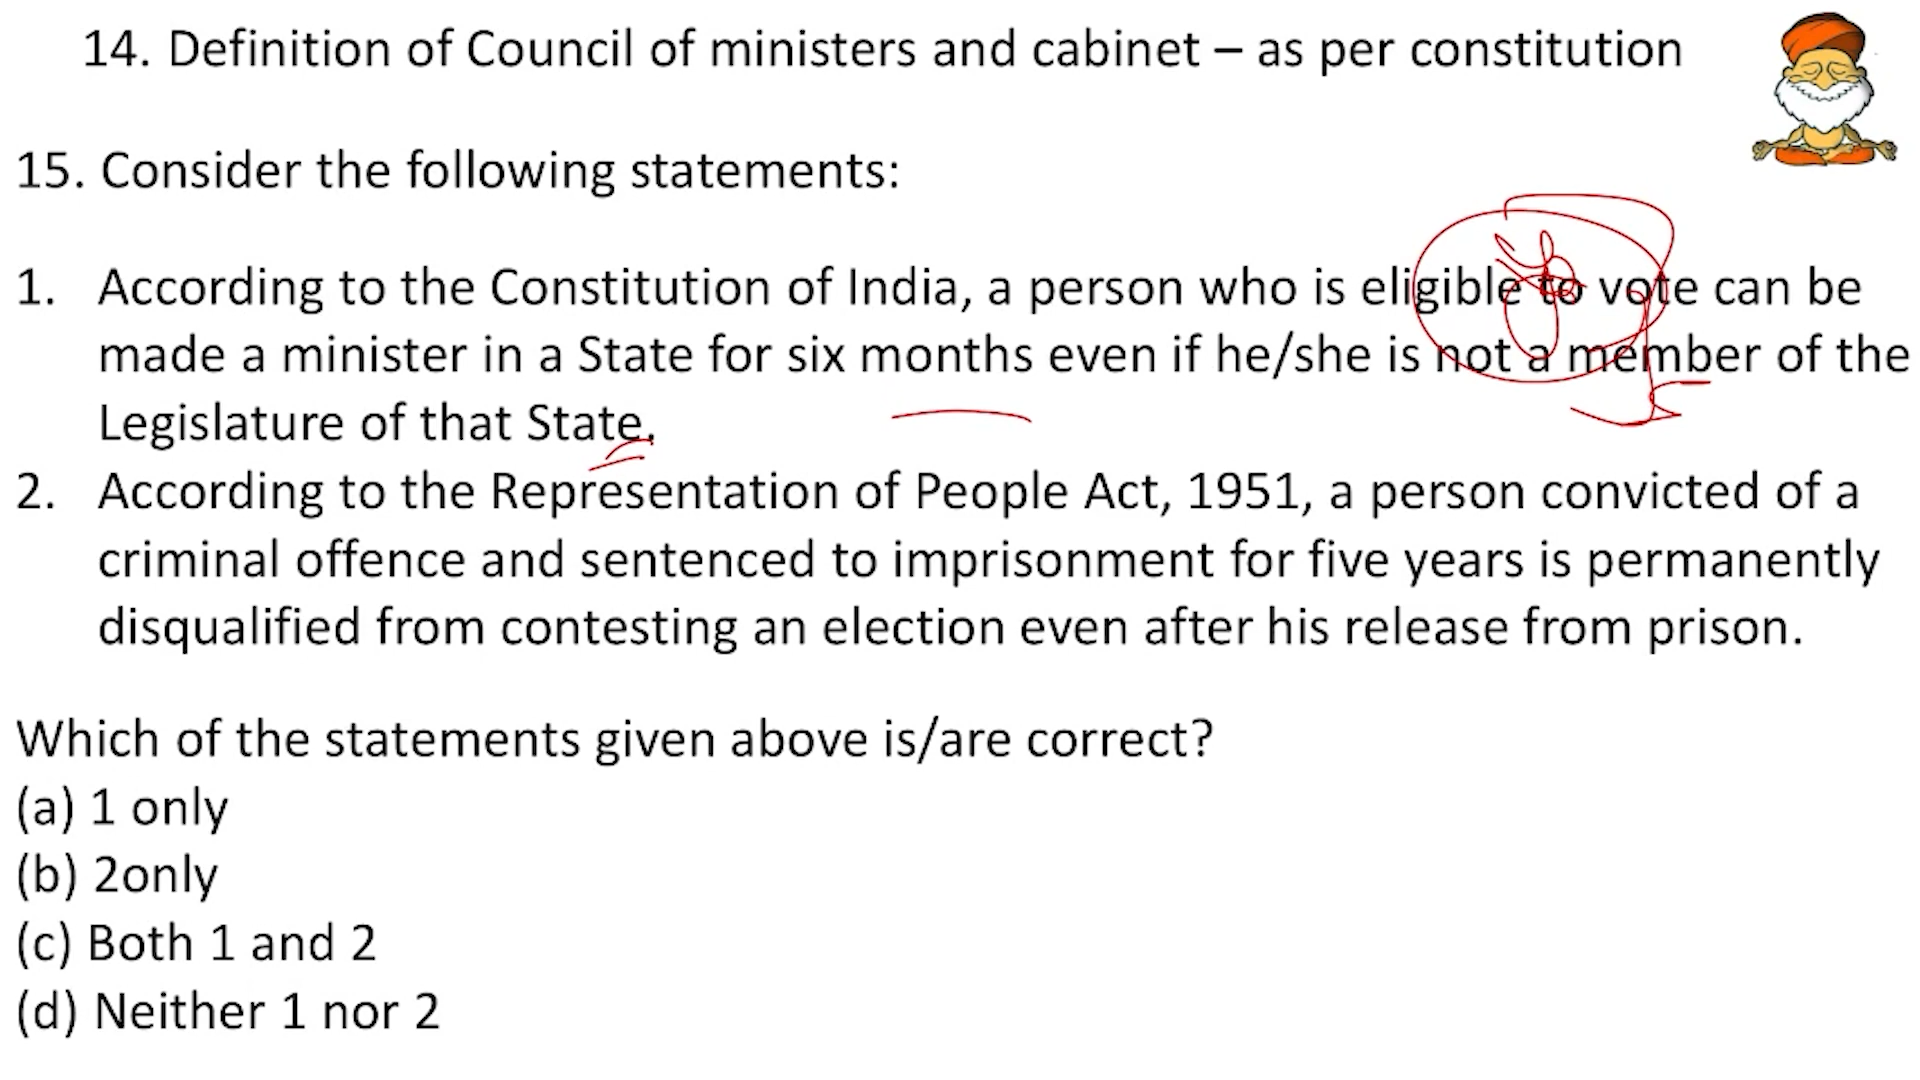 14. Definition of Council of ministers and cabinet – as per constitution
15. Consider the following statements:
1. According to the Constitution of India, a person who is eligible to vote can be
made a minister in a State for six months even if he/she is not a member of the
Legislature of that State.
2. According to the Representation of People Act, 1951, a person convicted of a
criminal offence and sentenced to imprisonment for five years is permanently
disqualified from contesting an election even after his release from prison.
Which of the statements given above is/are correct?
(a) 1 only
(b) 2only
(c) Both 1 and 2
(d) Neither 1 nor 2